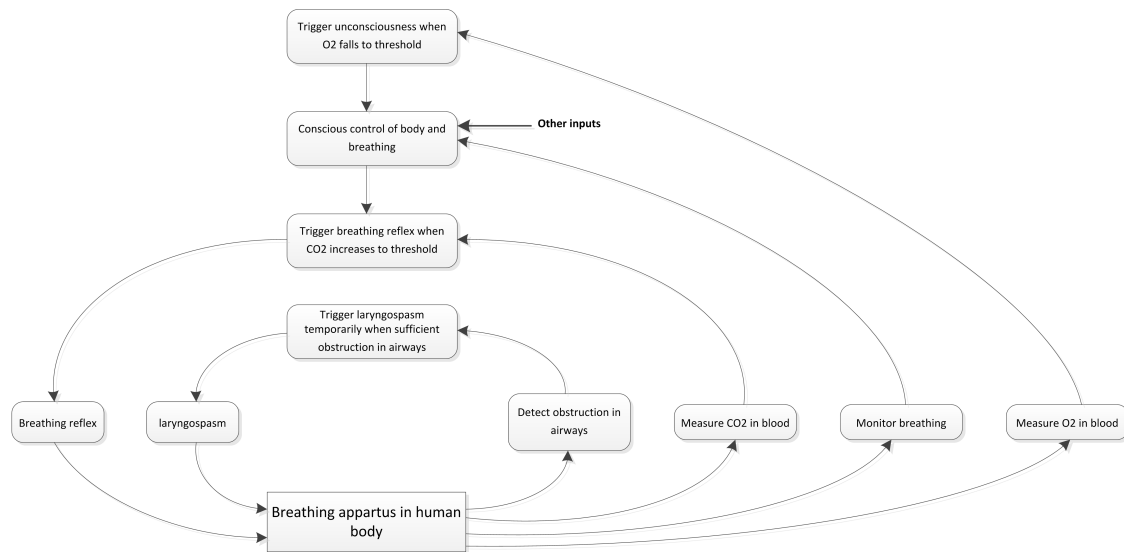 Trigger unconsciousness when
O2 falls to threshold
Conscious control of body and
breathing
Other inputs
Trigger breathing reflex when
CO2 increases to threshold
Trigger laryngospasm
temporarily when sufficient
obstruction in airways
Breathing reflex
laryngospasm
Detect obstruction in
airways
Measure CO2 in blood
Monitor breathing
Measure O2 in blood
Breathing appartus in human
body